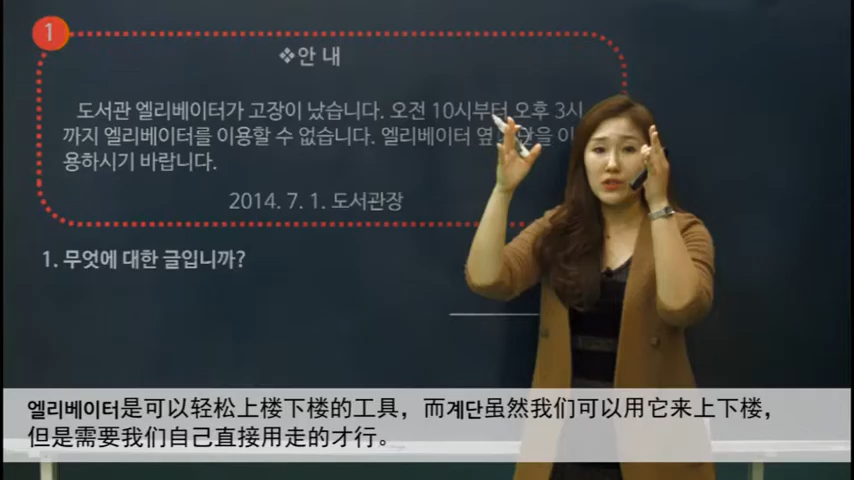 1
❖안 내
도서관 엘리베이터가 고장이 났습니다. 오전 10시부터 오후 3시
까지 엘리베이터를 이용할 수 없습니다. 엘리베이터 옆
용하시기 바랍니다.
2014. 7. 1. 도서관장
1. 무엇에 대한 글입니까?
엘리베이터是可以轻松上楼下楼的工具，而계단虽然我们可以用它来上下楼，
但是需要我们自己直接用走的才行。